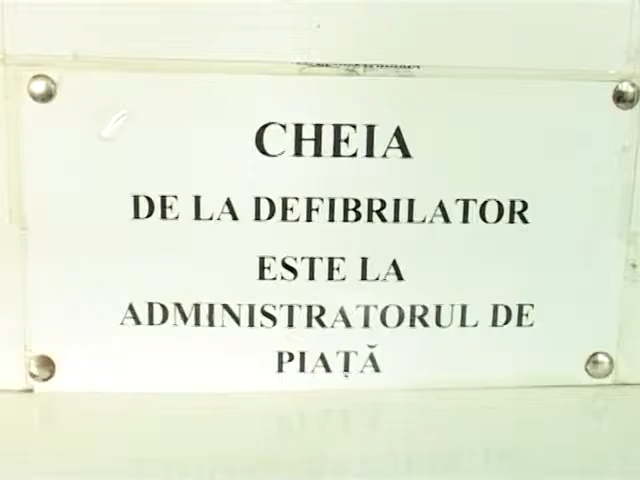 CHEIA
DE LA DEFIBRILATOR
ESTE LA
ADMINISTRATORUL DE
PIAȚĂ